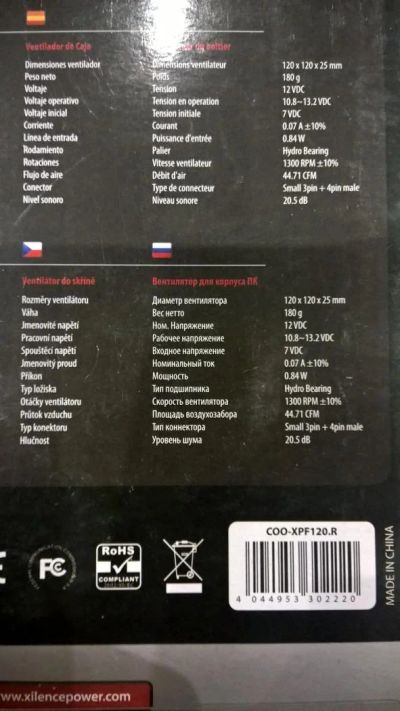 Ventilador de Caja
Dimensiones ventilador
Peso neto
Voltaje
Voltaje operativo
Voltaje inicial
Corriente
Línea de entrada
Rodamiento
Rotaciones
Flujo de aire
Conector
Nivel sonoro
boîtier
Dimensions ventilateur
Poids
Tension
Tension en operation
Tension initiale
Courant
Puissance d'entrée
Palier
Vitesse ventilateur
Débit d'air
Type de connecteur
Niveau sonore
120 x 120 x 25 mm
180 g
12 VDC
10.8~13.2 VDC
7 VDC
0.07 A ±10%
0.84 W
Hydro Bearing
1300 RPM ±10%
44.71 CFM
Small 3pin + 4pin male
20.5 dB
Ventilátor do skříně
Rozměry ventilátoru
Váha
Jmenovité napětí
Pracovní napětí
Spouštěcí napětí
Jmenovitý proud
Příkon
Typ ložiska
Otáčky ventilátoru
Průtok vzduchu
Typ konektoru
Hlučnost
Вентилятор для корпуса ПК
Диаметр вентилятора
Вес нетто
Ном. Напряжение
Рабочее напряжение
Входное напряжение
Номинальный ток
Мощность
Тип подшипника
Скорость вентилятора
Площадь воздухозабора
Тип коннектора
Уровень шума
120 x 120 x 25 mm
180 g
12 VDC
10.8~13.2 VDC
7 VDC
0.07 A ±10%
0.84 W
Hydro Bearing
1300 RPM ±10%
44.71 CFM
Small 3pin + 4pin male
20.5 dB
FC
RoHS
COMPLIANT
COO-XPF120.R
4 044953 302220
MADE IN CHINA
www.xilencepower.com